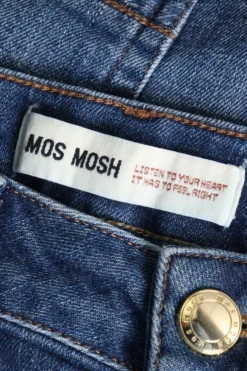 MOS MOSH
LISTEN TO YOUR HEART
IT HAS TO FEEL RIGHT